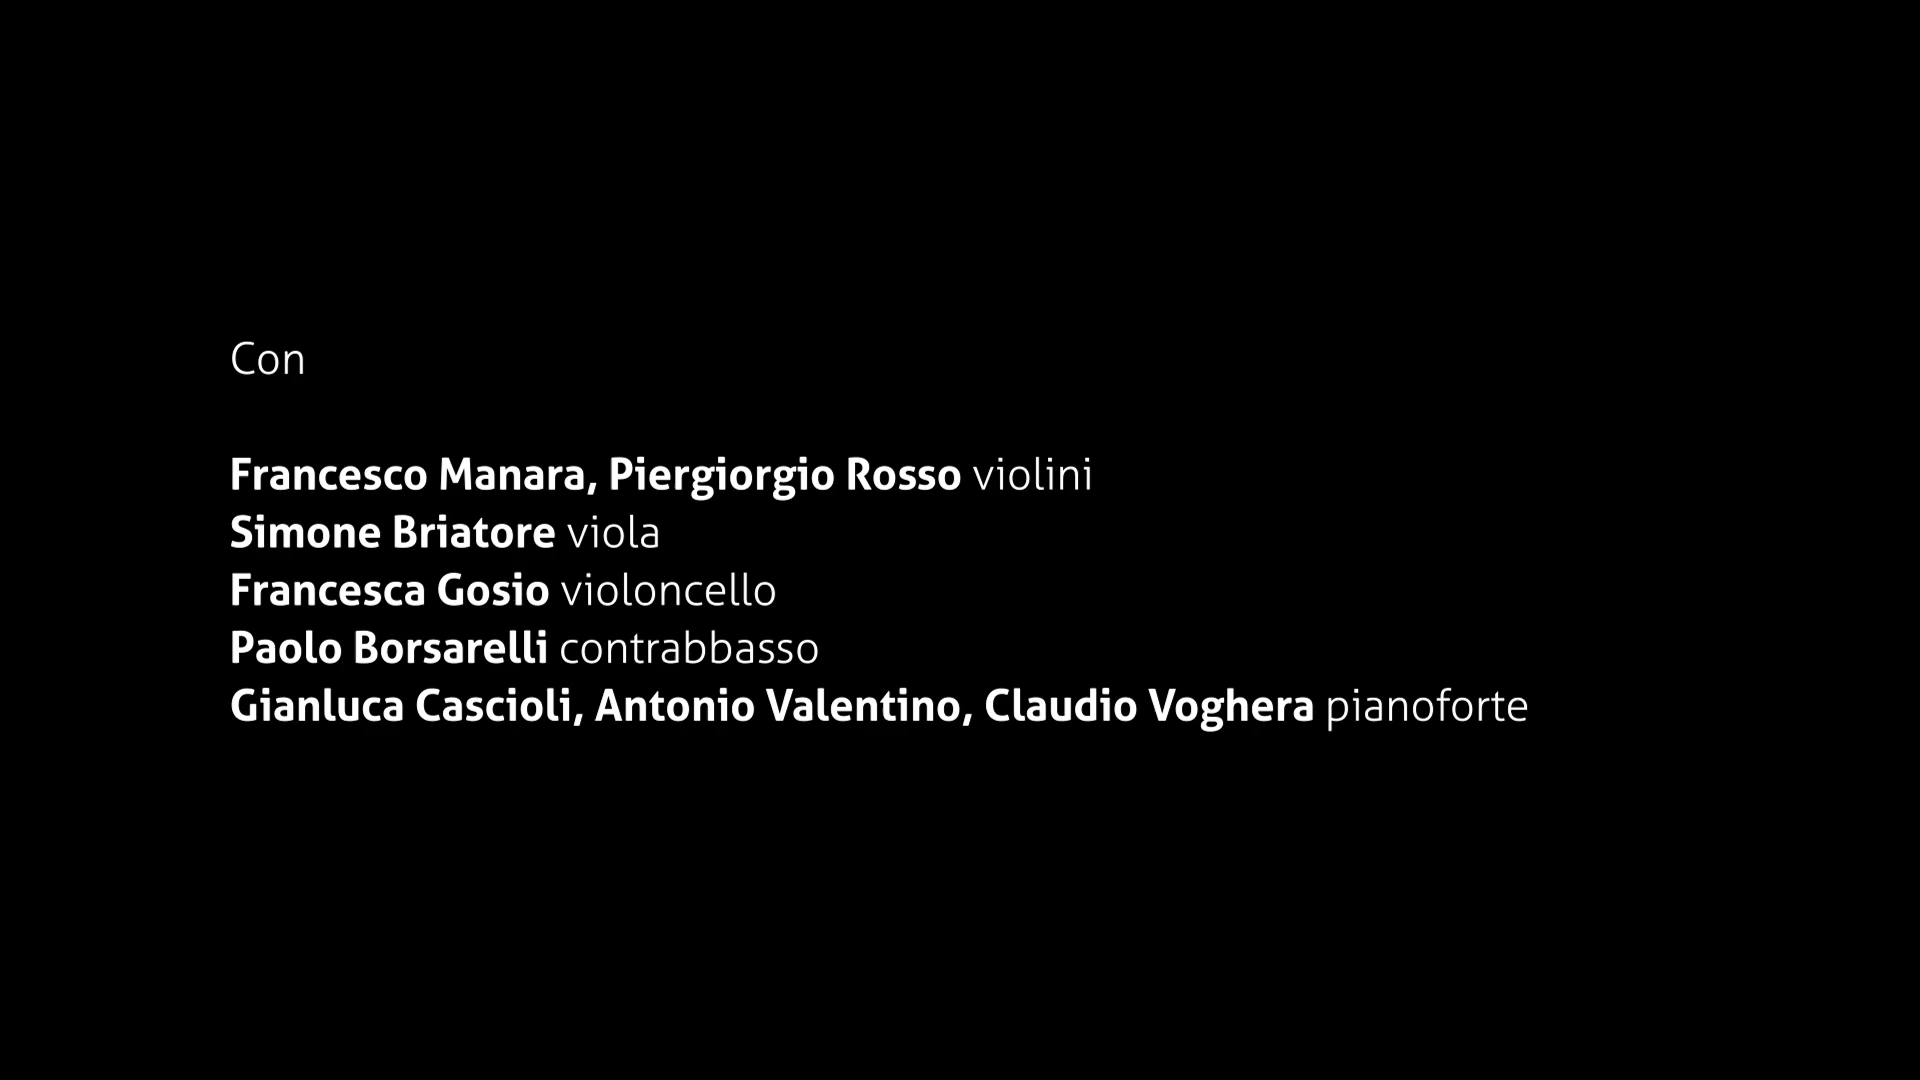 Con
Francesco Manara, Piergiorgio Rosso violini
Simone Briatore viola
Francesca Gosio violoncello
Paolo Borsarelli contrabbasso
Gianluca Cascioli, Antonio Valentino, Claudio Voghera pianoforte